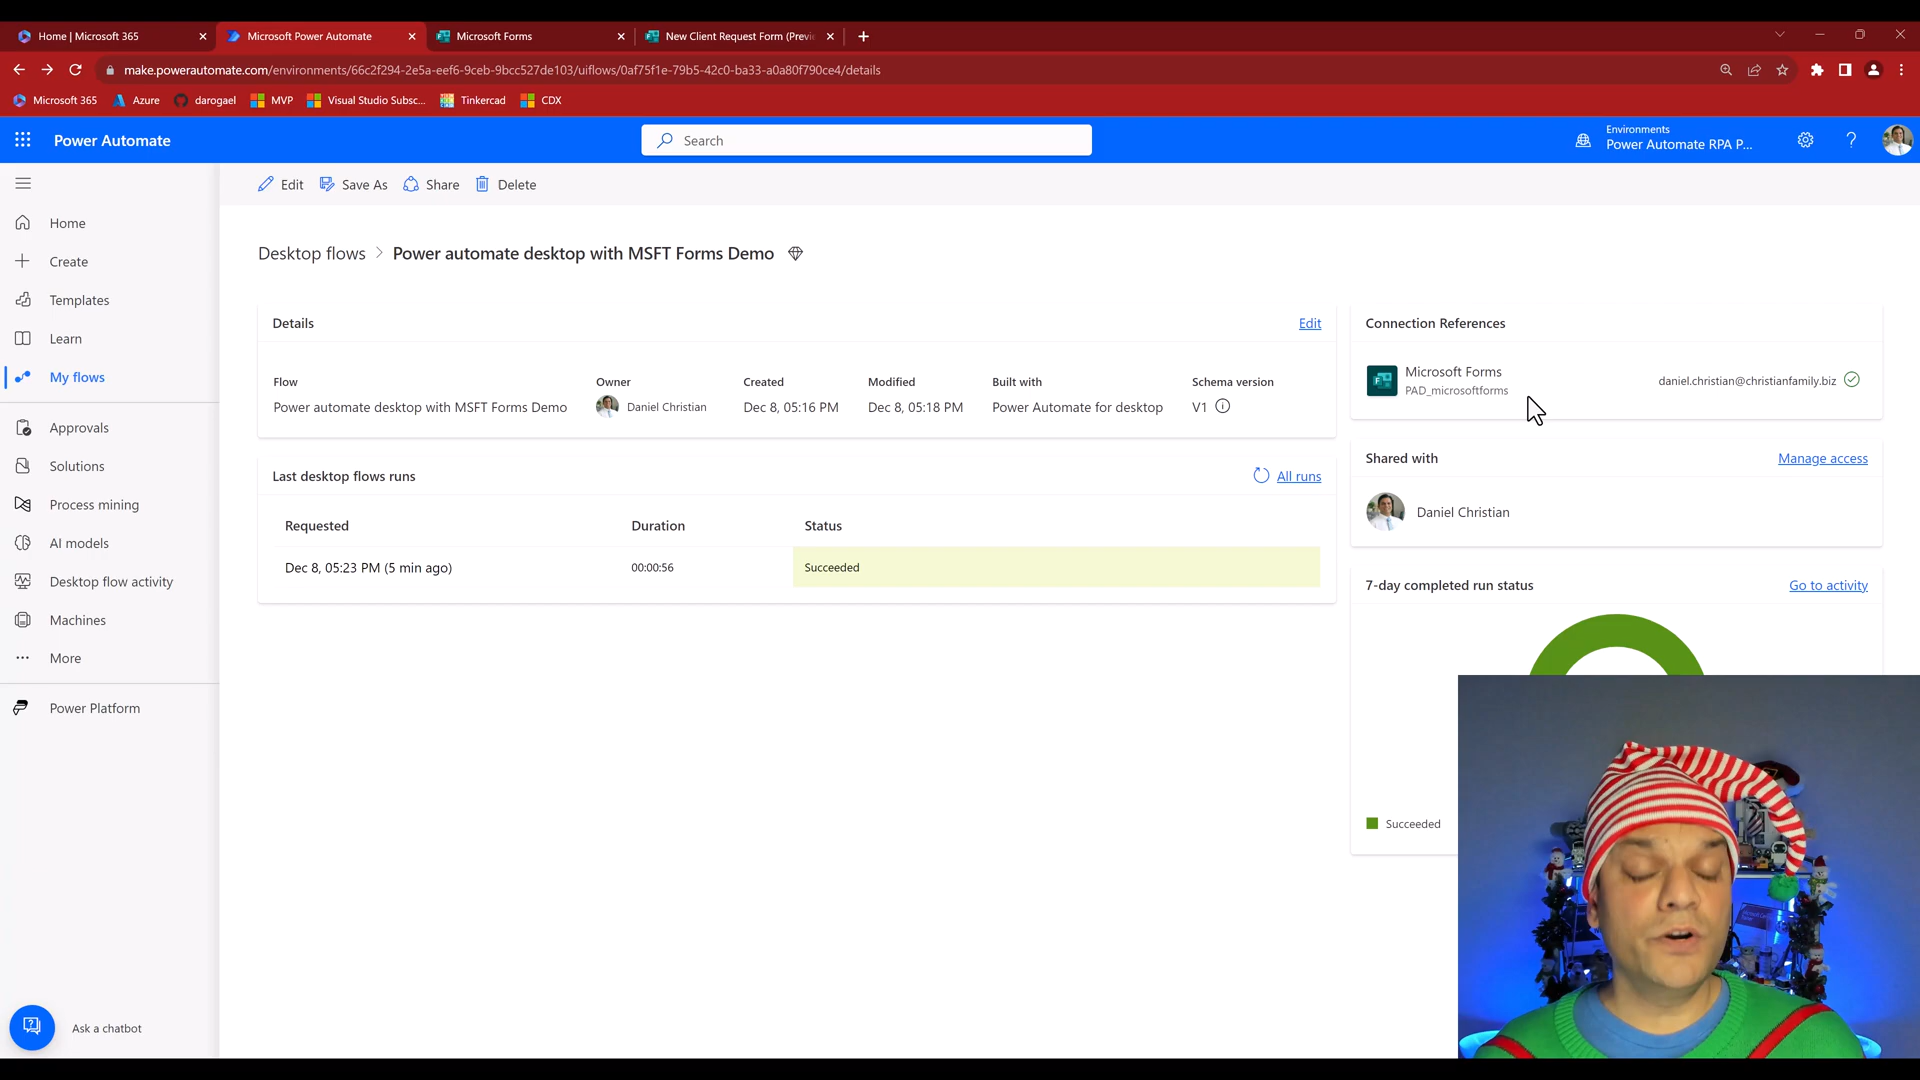 Home | Microsoft 365
Microsoft Power Automate
Microsoft Forms
New Client Request Form (Previ
make.powerautomate.com/environments/66c2f294-2e5a-eef6-9ceb-9bcc527de103/uiflows/0af75f1e-79b5-42c0-ba33-a0a80f790ce4/details
Microsoft 365
Azure
darogael
MVP
Visual Studio Subsc...
Tinkercad
CDX
Power Automate
Search
Environments
Power Automate RPA P...
Edit
Save As
Share
Delete
Home
Create
Templates
Learn
My flows
Approvals
Solutions
Process mining
AI models
Desktop flow activity
Machines
More
Power Platform
Ask a chatbot
Desktop flows > Power automate desktop with MSFT Forms Demo
Details
Edit
Flow
Owner
Created
Modified
Built with
Schema version
Power automate desktop with MSFT Forms Demo
Daniel Christian
Dec 8, 05:16 PM
Dec 8, 05:18 PM
Power Automate for desktop
V1
Last desktop flows runs
All runs
Requested
Duration
Status
Dec 8, 05:23 PM (5 min ago)
00:00:56
Succeeded
Connection References
Microsoft Forms
PAD_microsoftforms
daniel.christian@christianfamily.biz
Shared with
Manage access
Daniel Christian
7-day completed run status
Go to activity
Succeeded